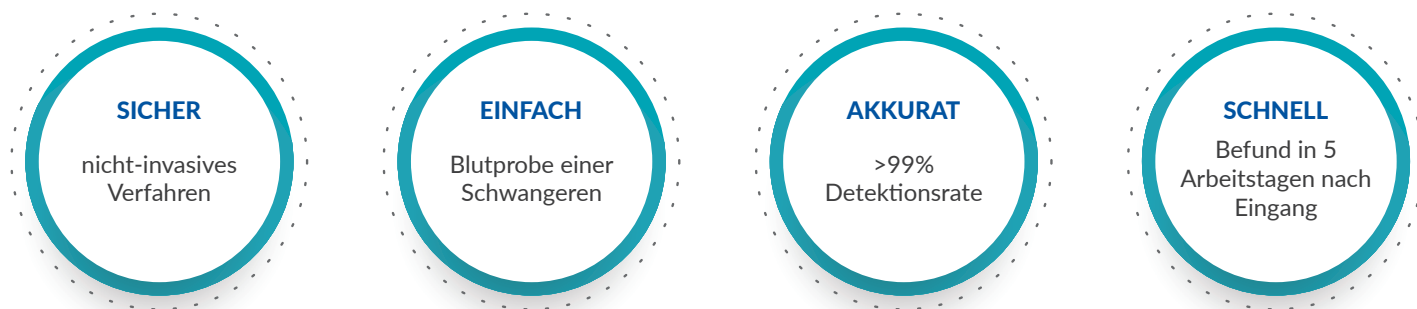 SICHER
nicht-invasives
Verfahren
EINFACH
Blutprobe einer
Schwangeren
AKKURAT
>99%
Detektionsrate
SCHNELL
Befund in 5
Arbeitstagen nach
Eingang